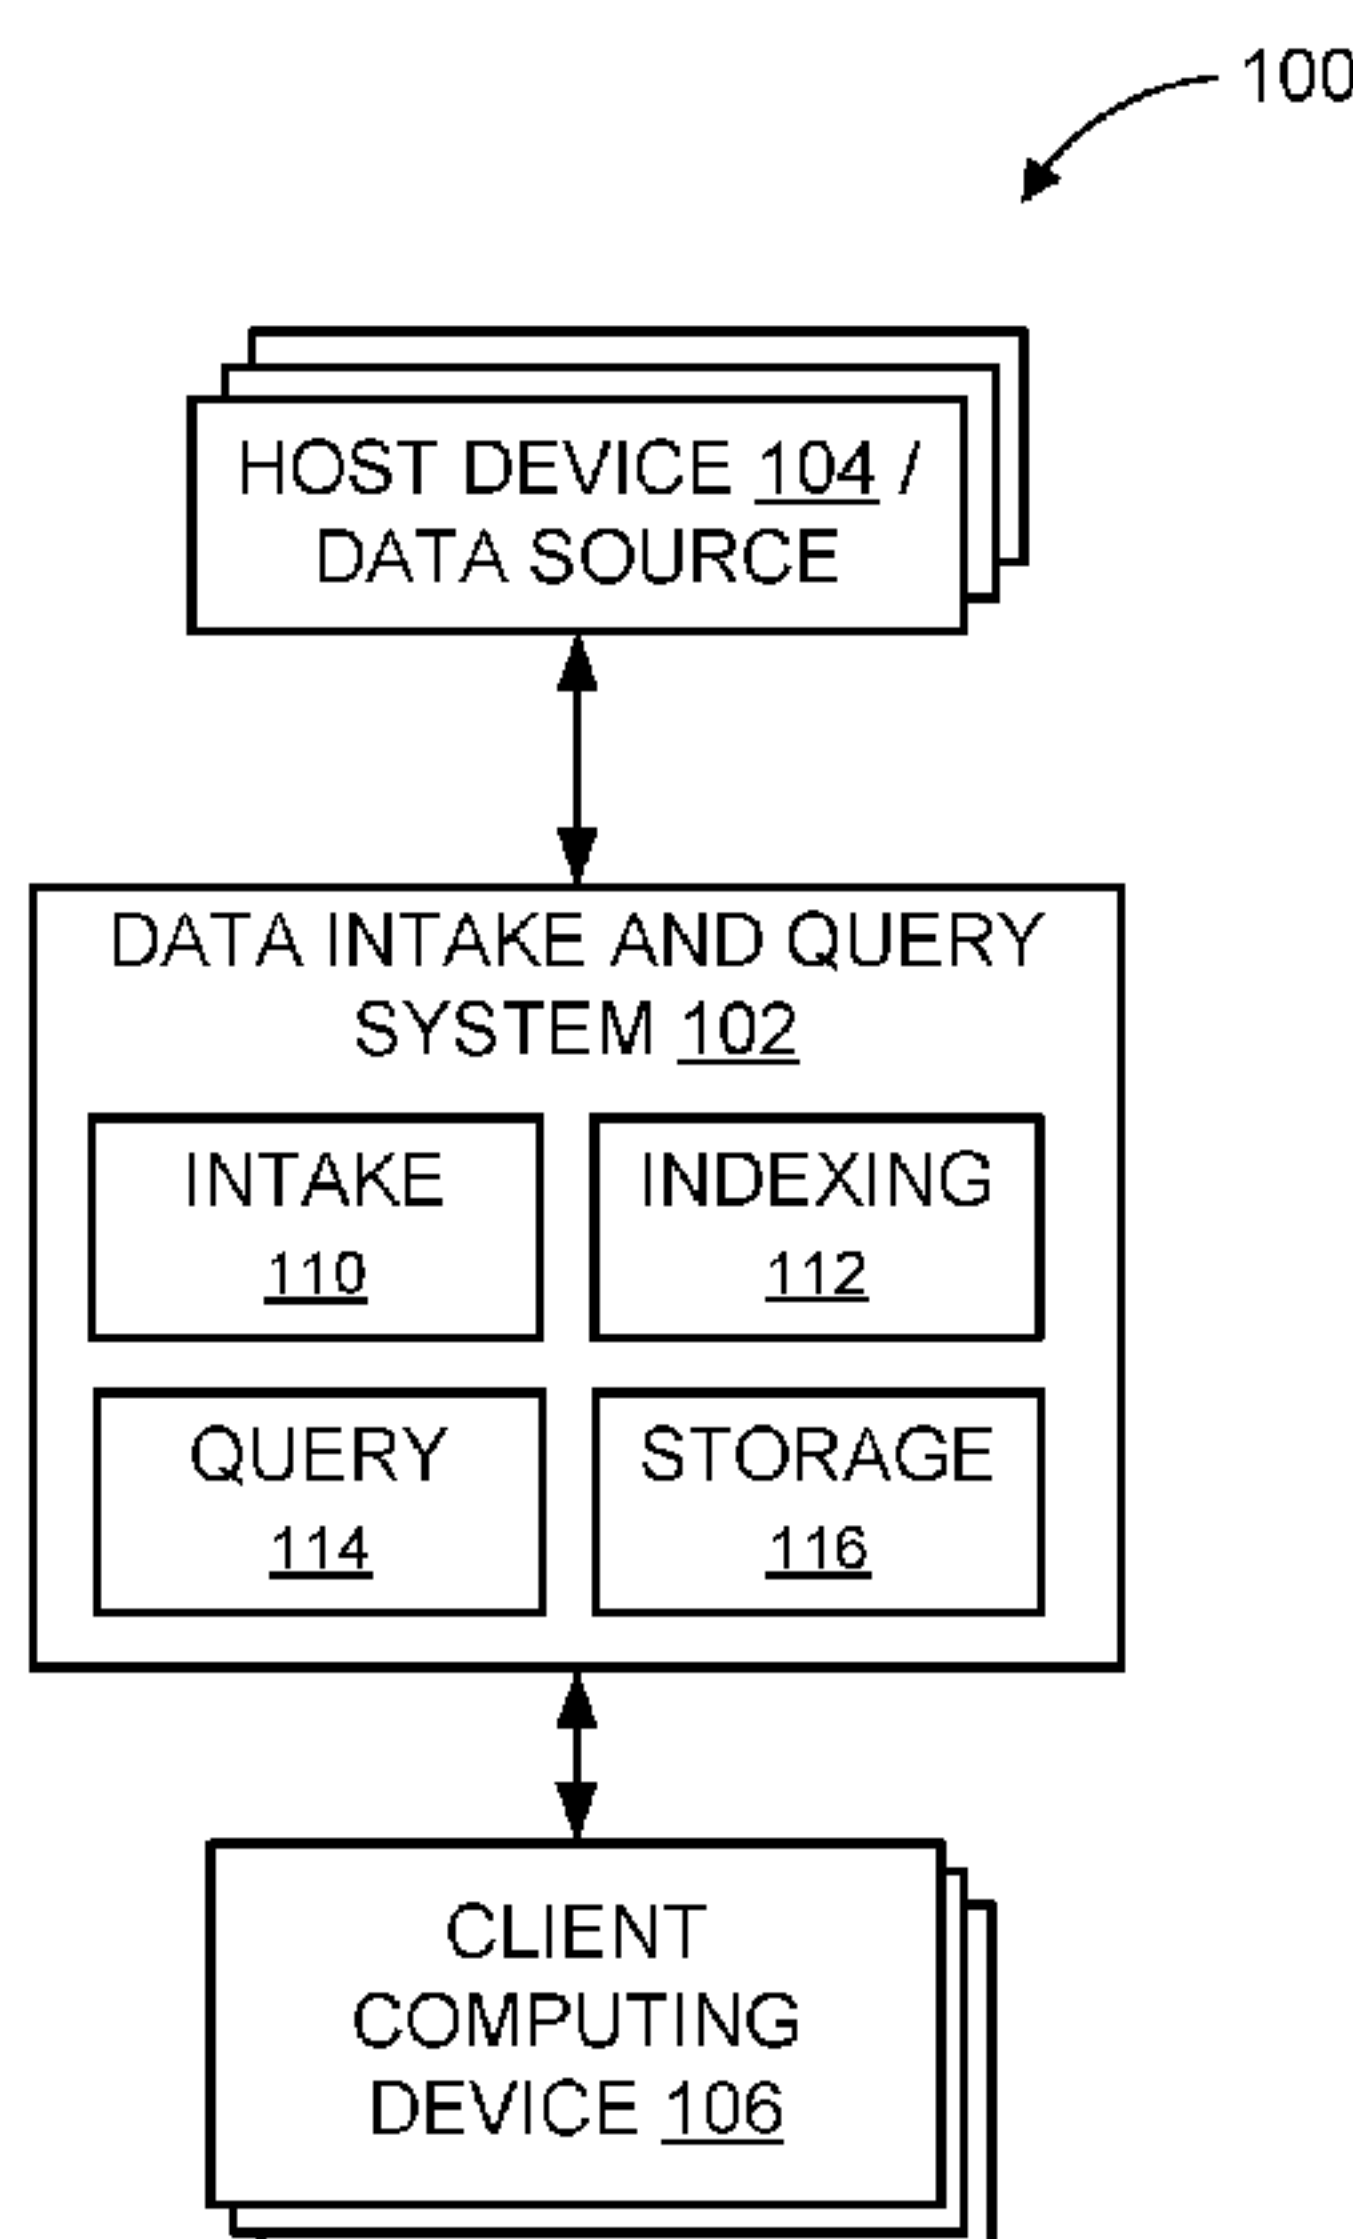 100
HOST DEVICE 104 /
DATA SOURCE
DATA INTAKE AND QUERY
SYSTEM 102
INTAKE
110
INDEXING
112
QUERY
114
STORAGE
116
CLIENT
COMPUTING
DEVICE 106